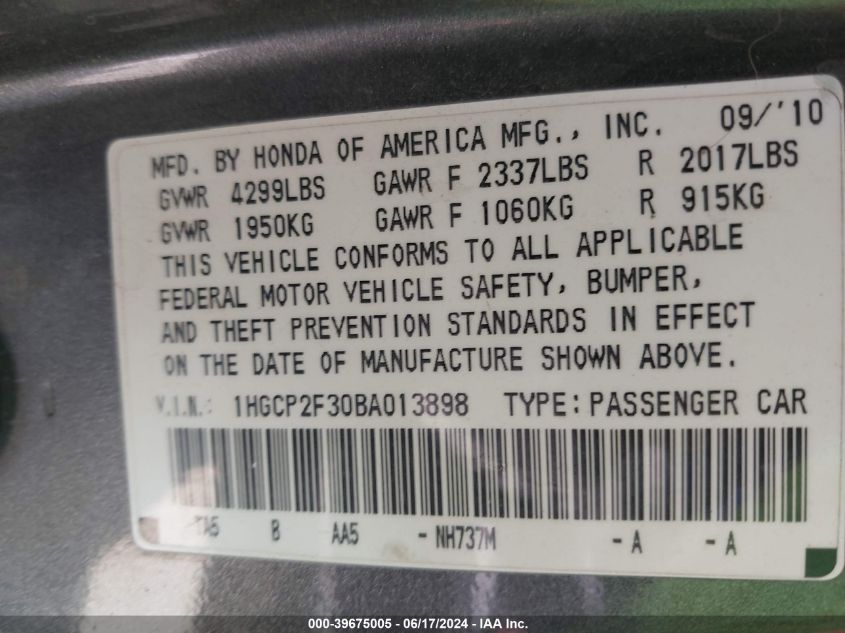 MFD. BY HONDA OF AMERICA MFG., INC. 09/'10
GVWR 4299LBS GAWR F 2337LBS R 2017LBS
GVWR 1950KG GAWR F 1060KG R 915KG
THIS VEHICLE CONFORMS TO ALL APPLICABLE
FEDERAL MOTOR VEHICLE SAFETY, BUMPER,
AND THEFT PREVENTION STANDARDS IN EFFECT
ON THE DATE OF MANUFACTURE SHOWN ABOVE.
V.I.N.: 1HGCP2F30BA013898 TYPE: PASSENGER CAR
TA5 B AA5 - NH737M - A - A
000-39675005 - 06/17/2024 - IAA Inc.